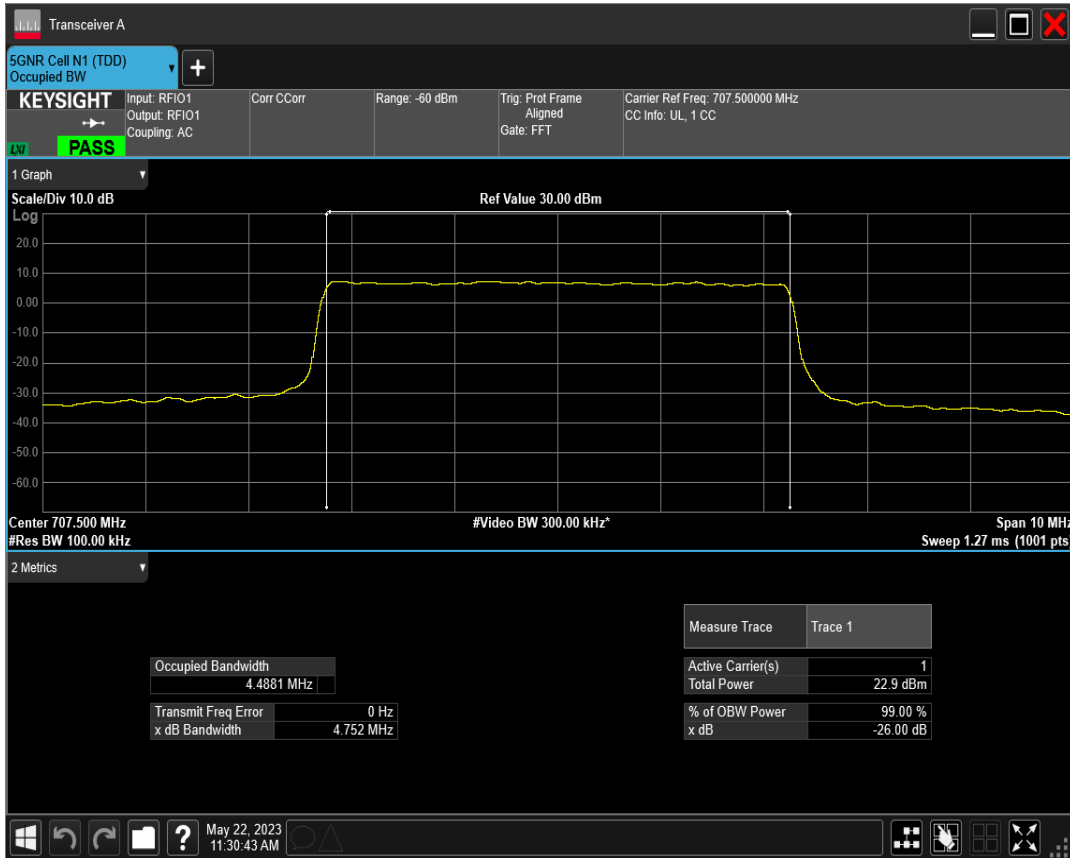 Transceiver A
5GNR Cell N1 (TDD)
Occupied BW
KEYSIGHT
LXI
PASS
Input: RFIO1
Output: RFIO1
Coupling: AC
Corr CCorr
Range: -60 dBm
Trig: Prot Frame
Aligned
Gate: FFT
Carrier Ref Freq: 707.500000 MHz
CC Info: UL, 1 CC
1 Graph
Scale/Div 10.0 dB
Ref Value 30.00 dBm
Log
20.0
10.0
0.00
-10.0
-20.0
-30.0
-40.0
-50.0
-60.0
Center 707.500 MHz
#Video BW 300.00 kHz*
Span 10 MHz
#Res BW 100.00 kHz
Sweep 1.27 ms (1001 pts)
2 Metrics
Measure Trace Trace 1
Occupied Bandwidth
4.4881 MHz
Active Carrier(s) 1
Total Power 22.9 dBm
Transmit Freq Error 0 Hz
x dB Bandwidth 4.752 MHz
% of OBW Power 99.00 %
x dB -26.00 dB
?
May 22, 2023
11:30:43 AM